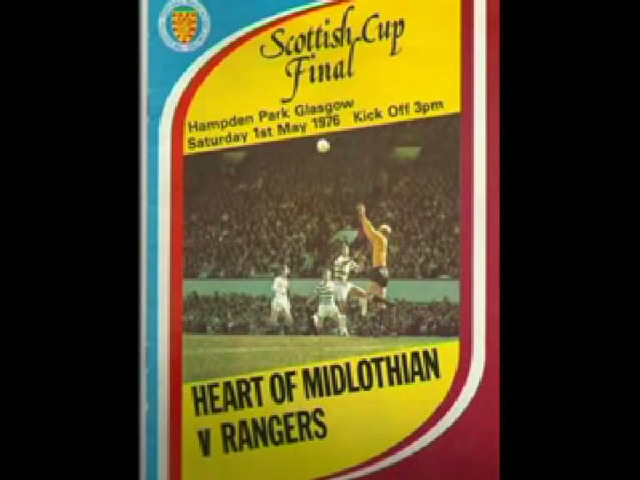 Scottish Cup
Final
Hampden Park Glasgow
Saturday 1st May 1976 Kick Off 3pm
HEART OF MIDLOTHIAN
V RANGERS